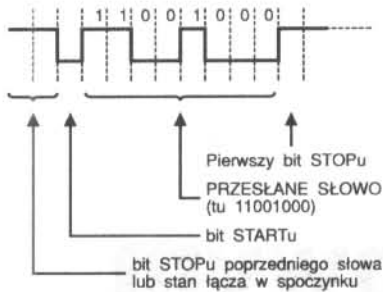 1 1 0 0 1 0 0 0
Pierwszy bit STOPu
PRZESŁANE SŁOWO
(tu 11001000)
bit STARTu
bit STOPu poprzedniego słowa
lub stan łącza w spoczynku